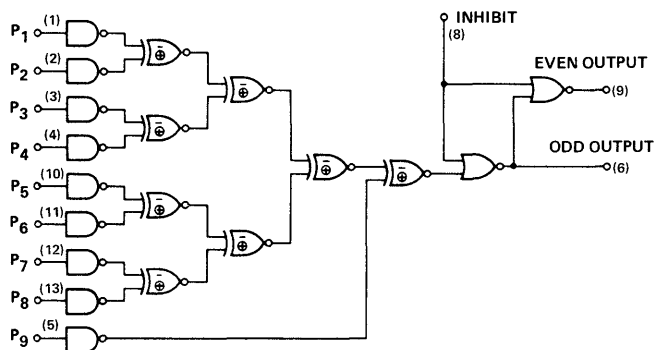 P1 (1)
P2 (2)
P3 (3)
P4 (4)
P5 (10)
P6 (11)
P7 (12)
P8 (13)
P9 (5)
INHIBIT
(8)
EVEN OUTPUT
(9)
ODD OUTPUT
(6)